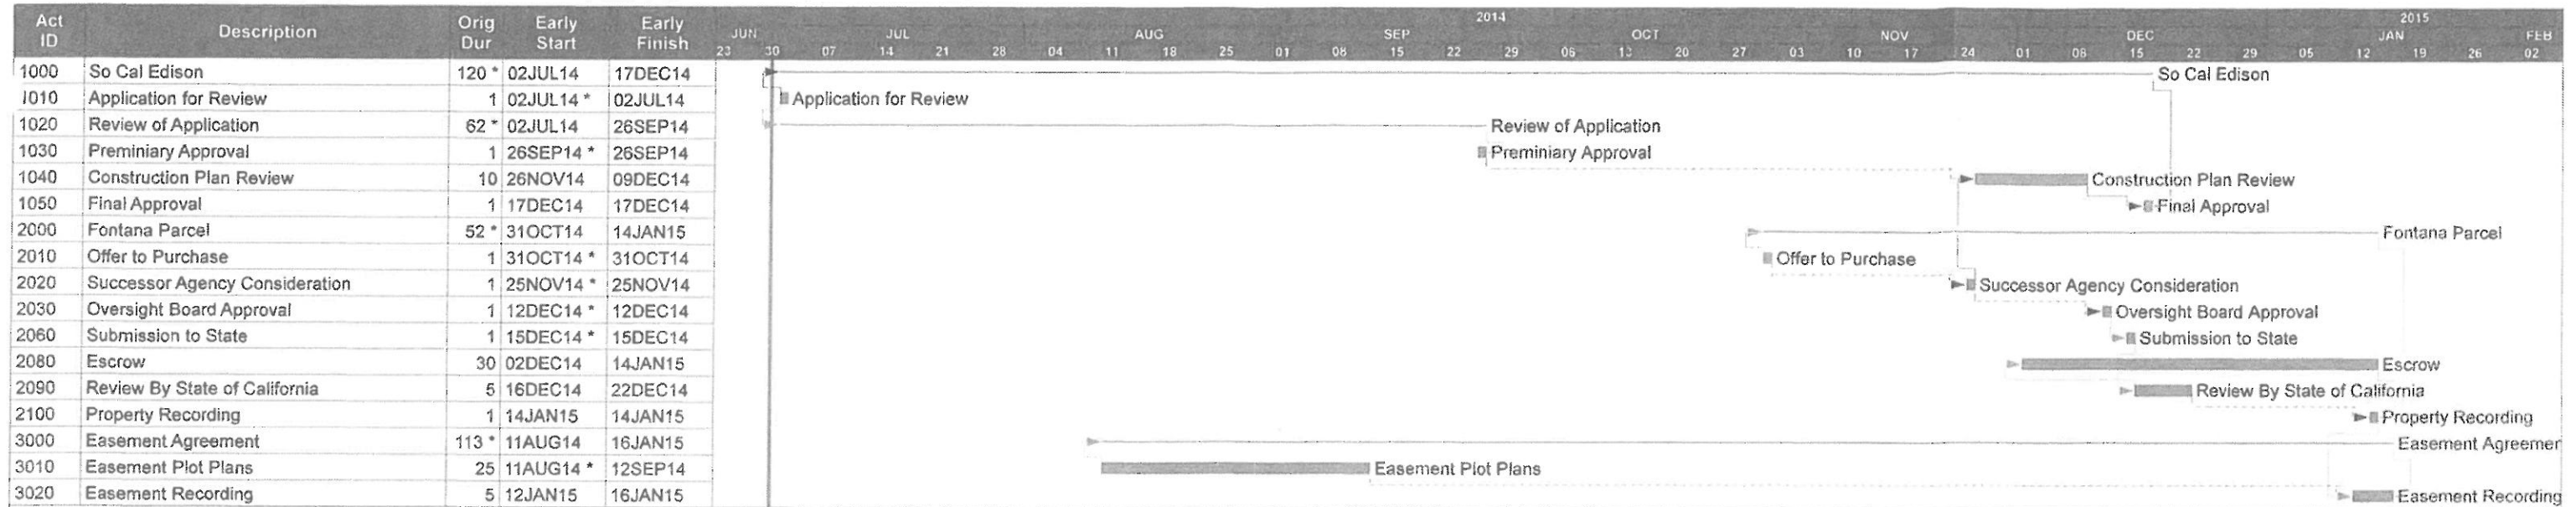 Act ID Description Orig Dur Early Start Early Finish
2014 2015
JUN JUL AUG SEP OCT NOV DEC JAN FEB
23 30 07 14 21 28 04 11 18 25 01 08 15 22 29 06 13 20 27 03 10 17 24 01 08 15 22 29 05 12 19 26 02
1000 So Cal Edison 120 * 02JUL14 17DEC14 So Cal Edison
1010 Application for Review 1 02JUL14 * 02JUL14 Application for Review
1020 Review of Application 62 * 02JUL14 26SEP14 Review of Application
1030 Preminiary Approval 1 26SEP14 * 26SEP14 Preminiary Approval
1040 Construction Plan Review 10 26NOV14 09DEC14 Construction Plan Review
1050 Final Approval 1 17DEC14 17DEC14 Final Approval
2000 Fontana Parcel 52 * 31OCT14 14JAN15 Fontana Parcel
2010 Offer to Purchase 1 31OCT14 * 31OCT14 Offer to Purchase
2020 Successor Agency Consideration 1 25NOV14 * 25NOV14 Successor Agency Consideration
2030 Oversight Board Approval 1 12DEC14 * 12DEC14 Oversight Board Approval
2060 Submission to State 1 15DEC14 * 15DEC14 Submission to State
2080 Escrow 30 02DEC14 14JAN15 Escrow
2090 Review By State of California 5 16DEC14 22DEC14 Review By State of California
2100 Property Recording 1 14JAN15 14JAN15 Property Recording
3000 Easement Agreement 113 * 11AUG14 16JAN15 Easement Agreemer
3010 Easement Plot Plans 25 11AUG14 * 12SEP14 Easement Plot Plans
3020 Easement Recording 5 12JAN15 16JAN15 Easement Recording